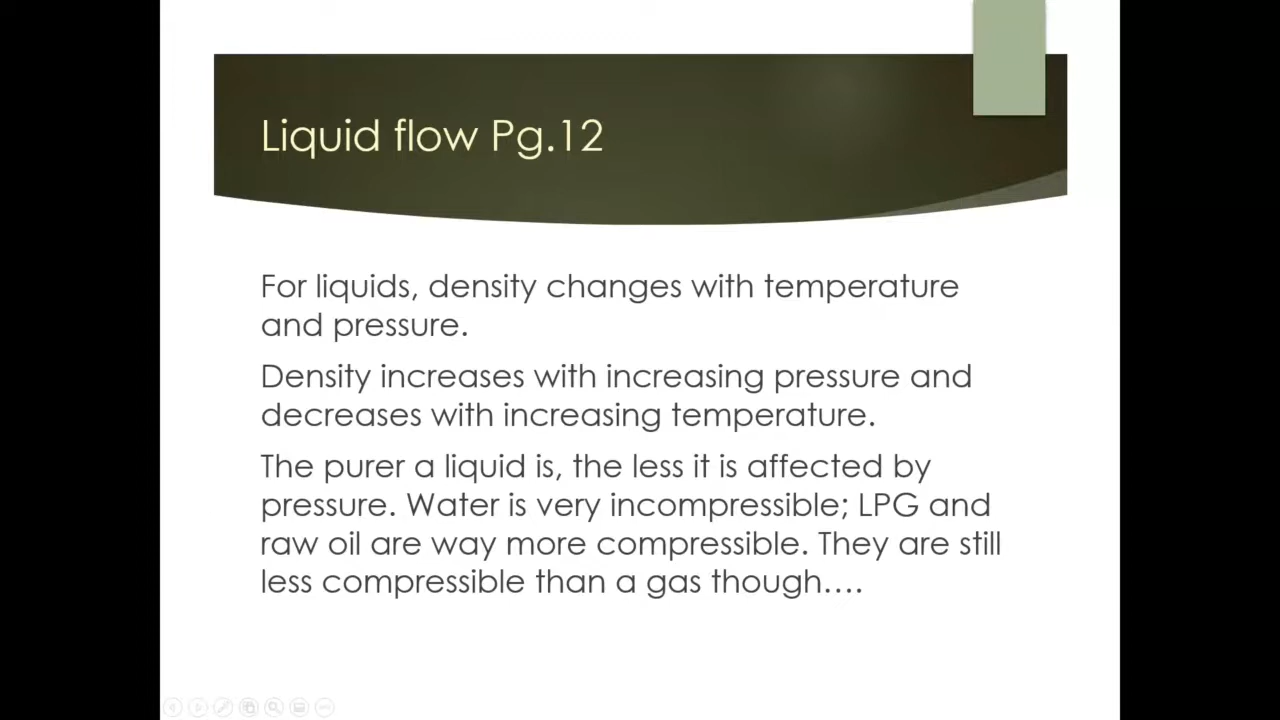 Liquid flow Pg.12
For liquids, density changes with temperature
and pressure.
Density increases with increasing pressure and
decreases with increasing temperature.
The purer a liquid is, the less it is affected by
pressure. Water is very incompressible; LPG and
raw oil are way more compressible. They are still
less compressible than a gas though….